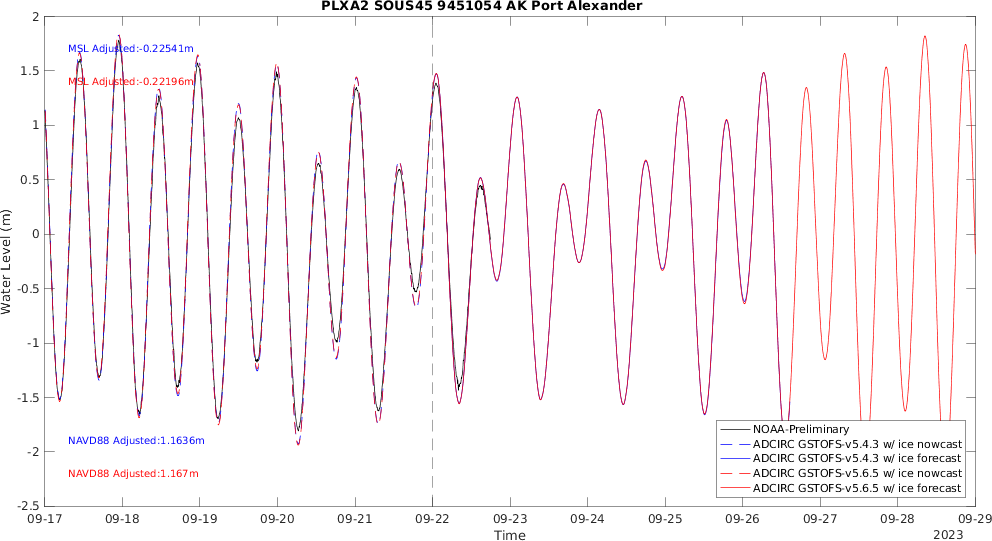 PLXA2 SOUS45 9451054 AK Port Alexander
2
1.5
1
0.5
0
-0.5
-1
-1.5
-2
-2.5
Water Level (m)
MSL Adjusted:-0.22541m
MSL Adjusted:-0.22196m
NAVD88 Adjusted:1.1636m
NAVD88 Adjusted:1.167m
NOAA-Preliminary
ADCIRC GSTOFS-v5.4.3 w/ ice nowcast
ADCIRC GSTOFS-v5.4.3 w/ ice forecast
ADCIRC GSTOFS-v5.6.5 w/ ice nowcast
ADCIRC GSTOFS-v5.6.5 w/ ice forecast
09-17 09-18 09-19 09-20 09-21 09-22 09-23 09-24 09-25 09-26 09-27 09-28 09-29
Time
2023